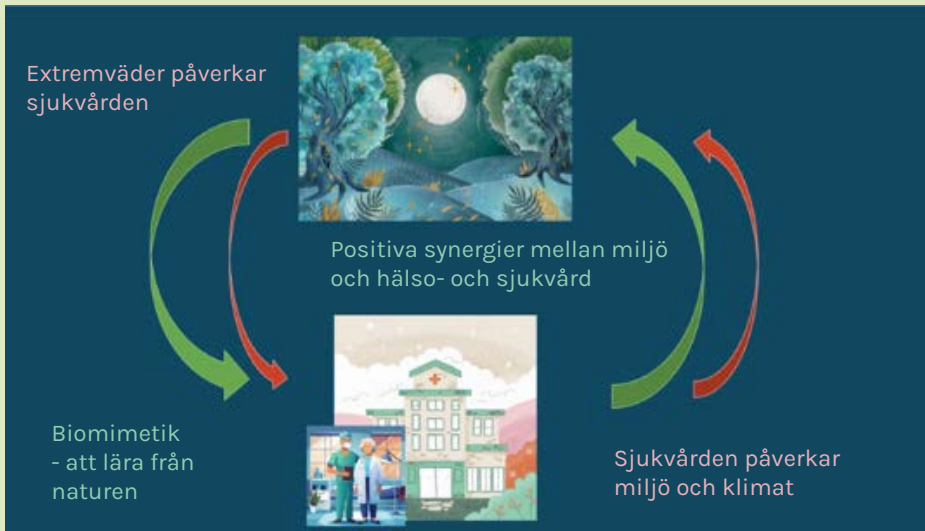 Extremväder påverkar
sjukvården
Positiva synergier mellan miljö
och hälso- och sjukvård
Biomimetik
- att lära från
naturen
Sjukvården påverkar
miljö och klimat